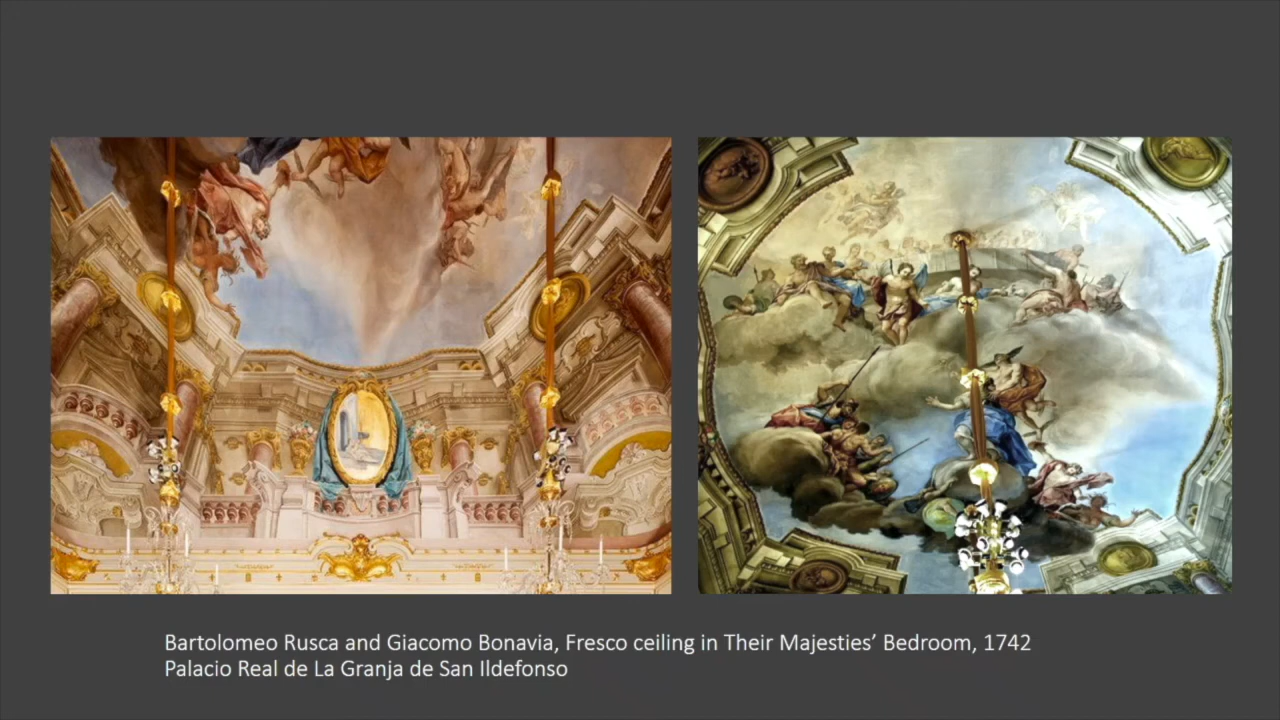 Bartolomeo Rusca and Giacomo Bonavia, Fresco ceiling in Their Majesties’ Bedroom, 1742
Palacio Real de La Granja de San Ildefonso